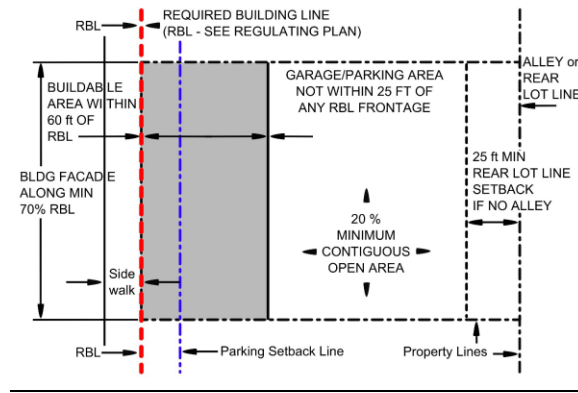 RBL
REQUIRED BUILDING LINE
(RBL - SEE REGULATING PLAN)
BUILDABLE
AREA WITHIN
60 ft OF
RBL
GARAGE/PARKING AREA
NOT WITHIN 25 FT OF
ANY RBL FRONTAGE
ALLEY or
REAR
LOT LINE
BLDG FACADE
ALONG MIN
70% RBL
25 ft MIN
REAR LOT LINE
SETBACK
IF NO ALLEY
20 %
MINIMUM
CONTIGUOUS
OPEN AREA
Side
walk
RBL
Parking Setback Line
Property Lines